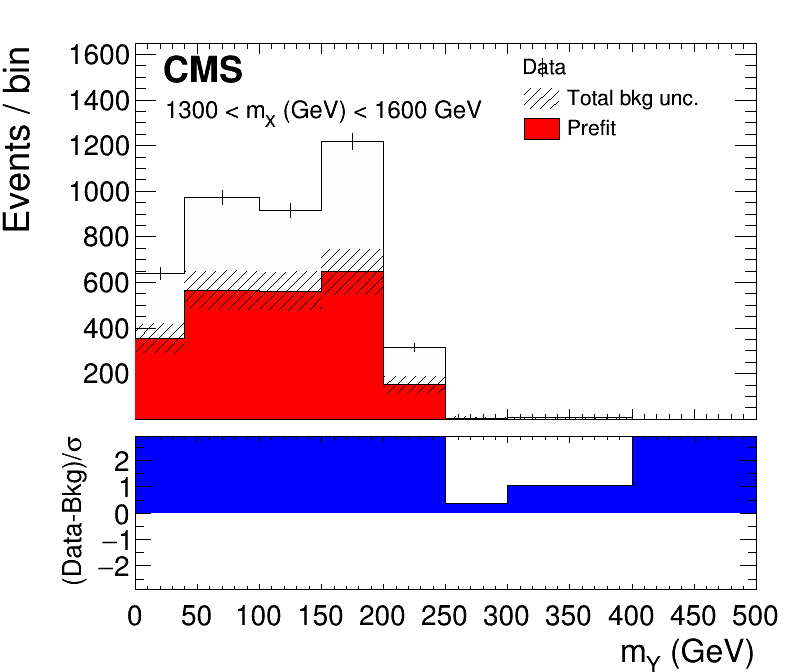 CMS
1300 < mX (GeV) < 1600 GeV
Data
Total bkg unc.
Prefit
Events / bin
1600
1400
1200
1000
800
600
400
200
(Data-Bkg)/σ
2
1
0
−1
−2
0 50 100 150 200 250 300 350 400 450 500
mY (GeV)